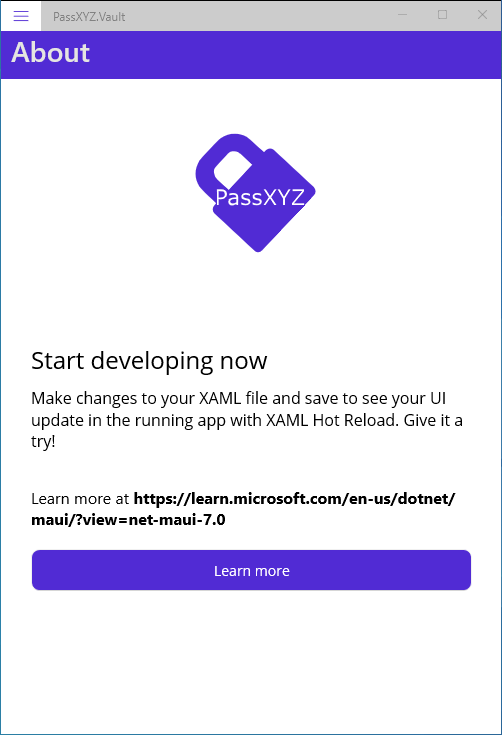 PassXYZ.Vault
About
PassXYZ
Start developing now
Make changes to your XAML file and save to see your UI
update in the running app with XAML Hot Reload. Give it a
try!
Learn more at https://learn.microsoft.com/en-us/dotnet/
maui/?view=net-maui-7.0
Learn more